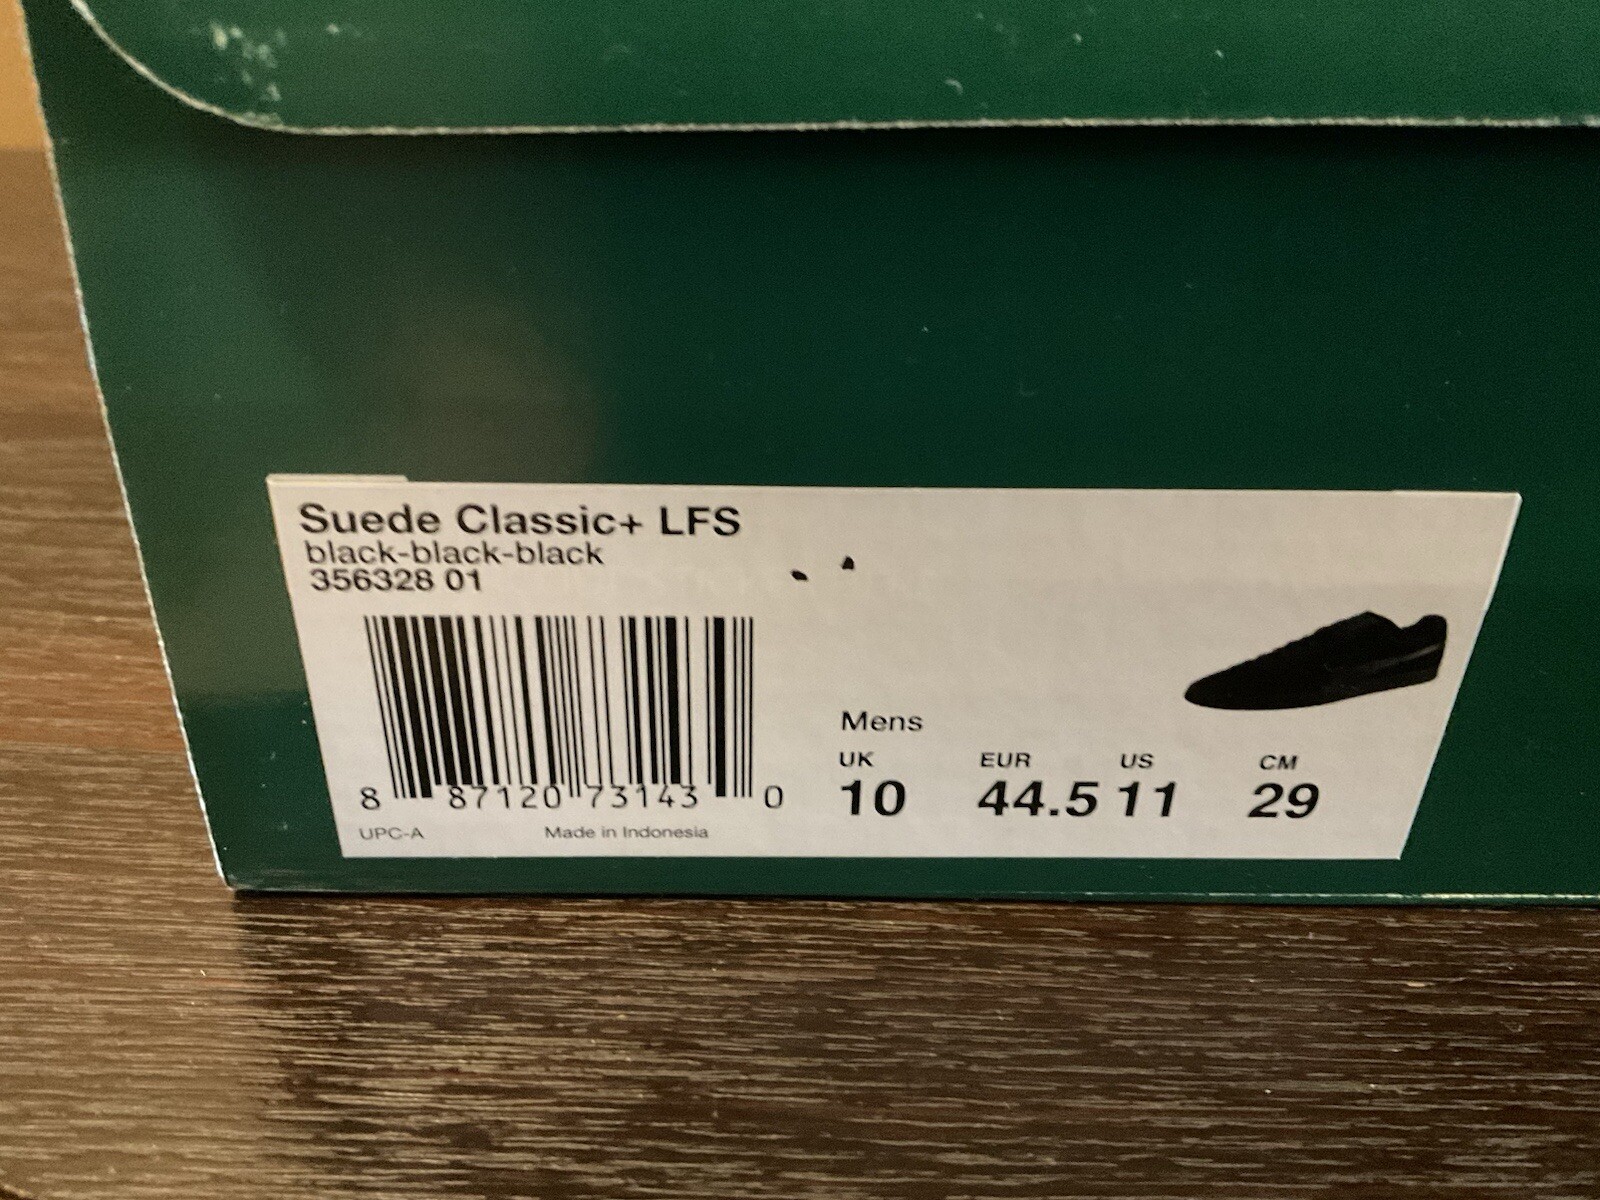 Suede Classic+ LFS
black-black-black
356328 01
8 87120 73143 0
UPC-A Made in Indonesia
Mens
UK EUR US CM
10 44.5 11 29